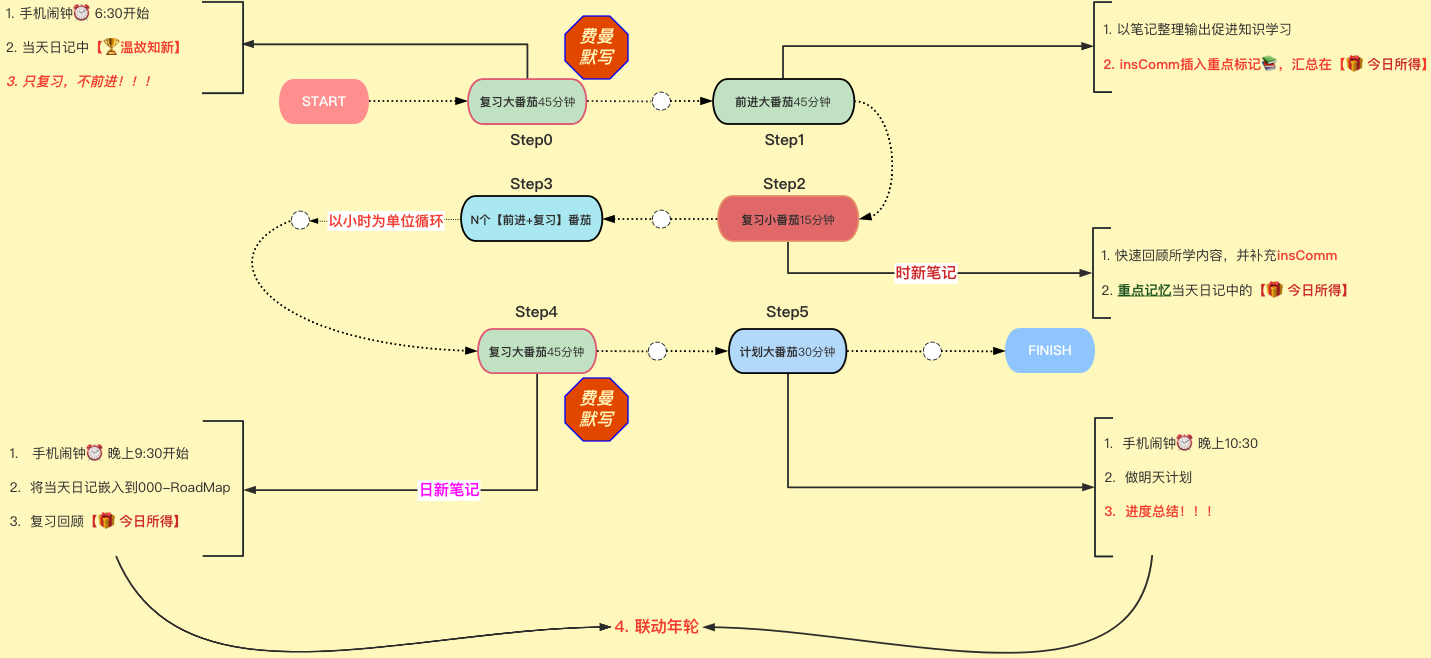 1. 手机闹钟⏰ 6:30开始
2. 当天日记中【🏆温故知新】
3. 只复习，不前进！！！
费曼
默写
1. 以笔记整理输出促进知识学习
2. insComm插入重点标记📚，汇总在【🎁 今日所得】
START
复习大番茄45分钟
前进大番茄45分钟
Step0
Step1
Step3
Step2
以小时为单位循环
N个【前进+复习】番茄
复习小番茄15分钟
时新笔记
1. 快速回顾所学内容，并补充insComm
2. 重点记忆当天日记中的【🎁 今日所得】
Step4
Step5
复习大番茄45分钟
计划大番茄30分钟
FINISH
费曼
默写
1. 手机闹钟⏰ 晚上9:30开始
2. 将当天日记嵌入到000-RoadMap
3. 复习回顾【🎁 今日所得】
日新笔记
1. 手机闹钟⏰ 晚上10:30
2. 做明天计划
3. 进度总结！！！
4. 联动年轮